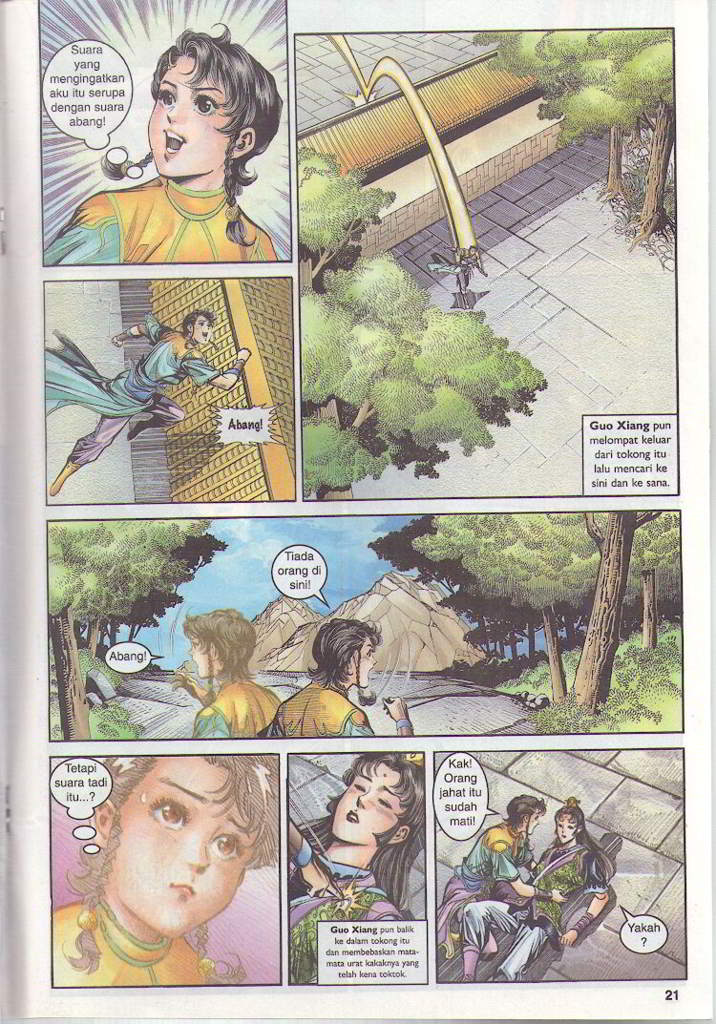 Suara
yang
mengingatkan
aku itu serupa
dengan suara
abang!
Guo Xiang pun
melompat keluar
dari tokong itu
lalu mencari ke
sini dan ke sana.
Abang!
Tiada
orang di
sini!
Abang!
Tetapi
suara tadi
itu...?
Guo Xiang pun balik
ke dalam tokong itu
dan membebaskan mata-
mata urat kakaknya yang
telah kena toktok.
Kak!
Orang
jahat itu
sudah
mati!
Yakah
?
21